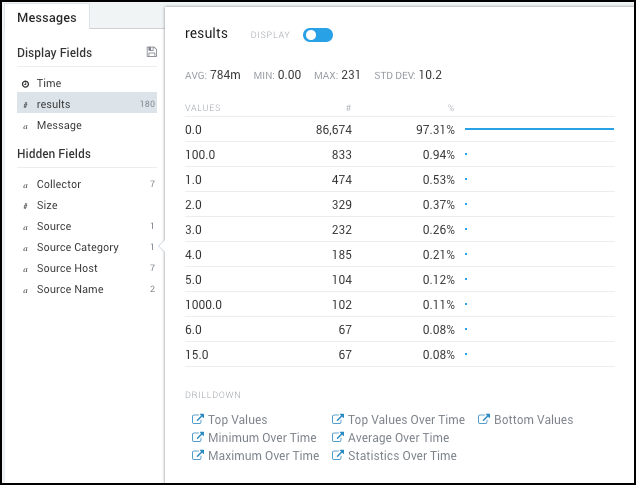 Messages
Display Fields
Time
# results 180
a Message
Hidden Fields
a Collector 7
# Size
a Source 1
a Source Category 1
a Source Host 7
a Source Name 2
results DISPLAY
AVG: 784m MIN: 0.00 MAX: 231 STD DEV: 10.2
VALUES # %
0.0 86,674 97.31%
100.0 833 0.94%
1.0 474 0.53%
2.0 329 0.37%
3.0 232 0.26%
4.0 185 0.21%
5.0 104 0.12%
1000.0 102 0.11%
6.0 67 0.08%
15.0 67 0.08%
DRILLDOWN
Top Values Top Values Over Time Bottom Values
Minimum Over Time Average Over Time
Maximum Over Time Statistics Over Time